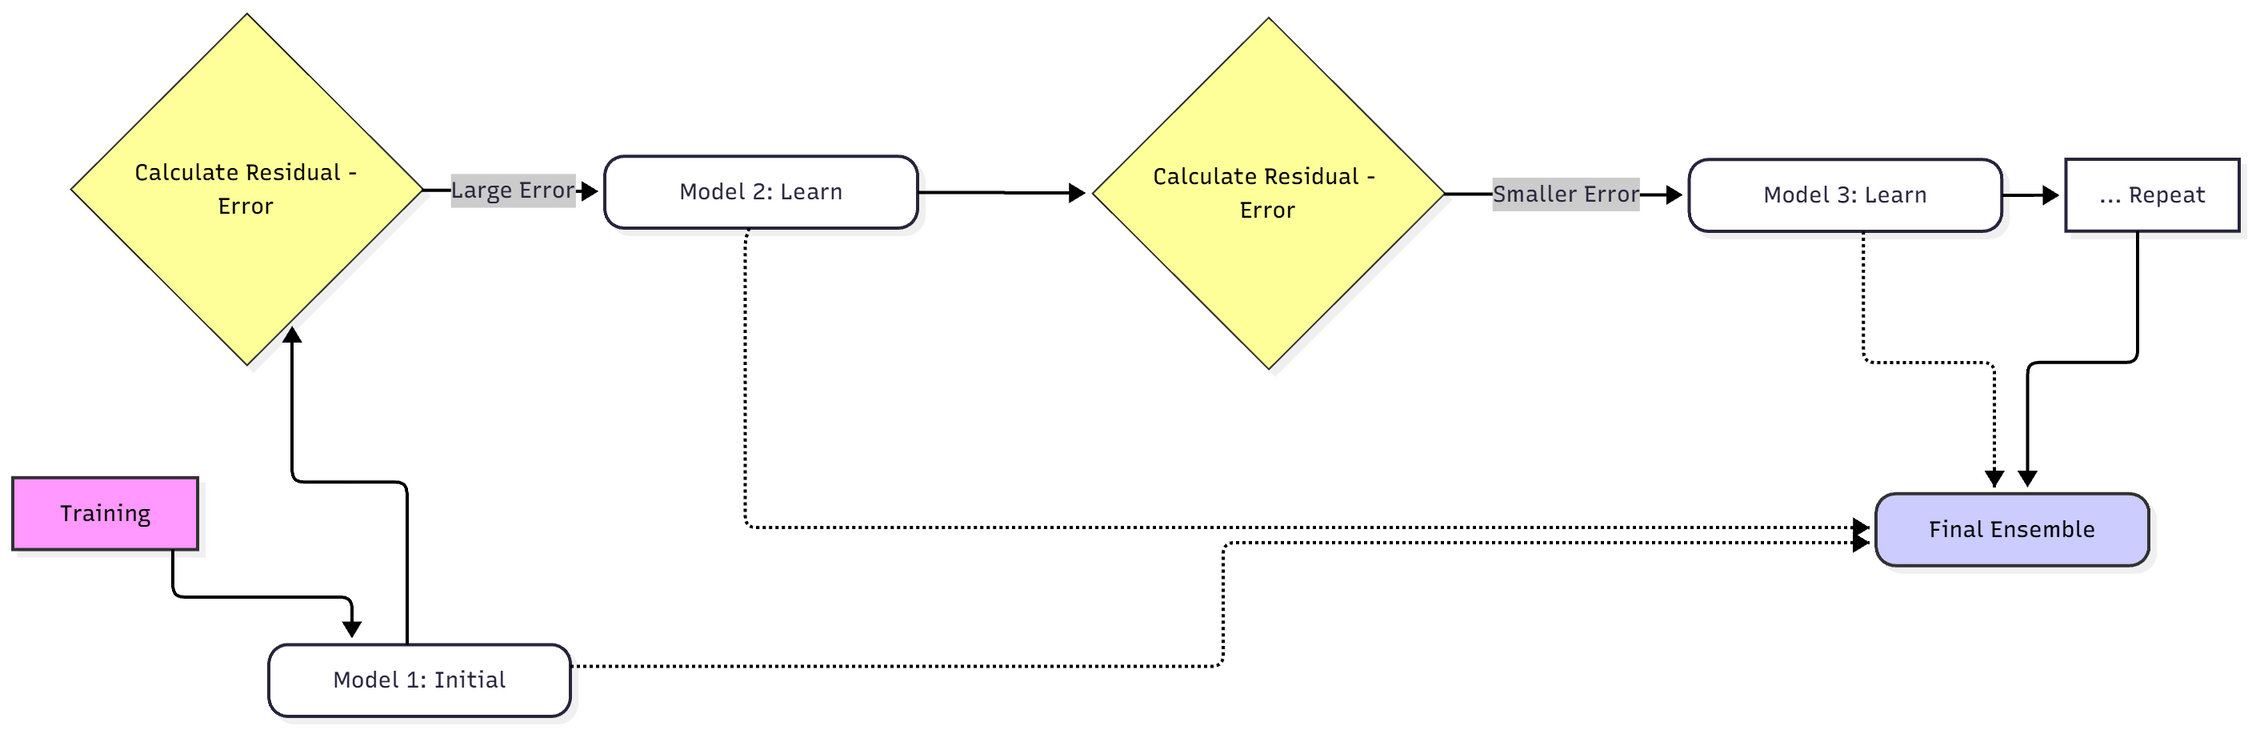 Calculate Residual -
Error
Large Error
Model 2: Learn
Calculate Residual -
Error
Smaller Error
Model 3: Learn
... Repeat
Training
Final Ensemble
Model 1: Initial